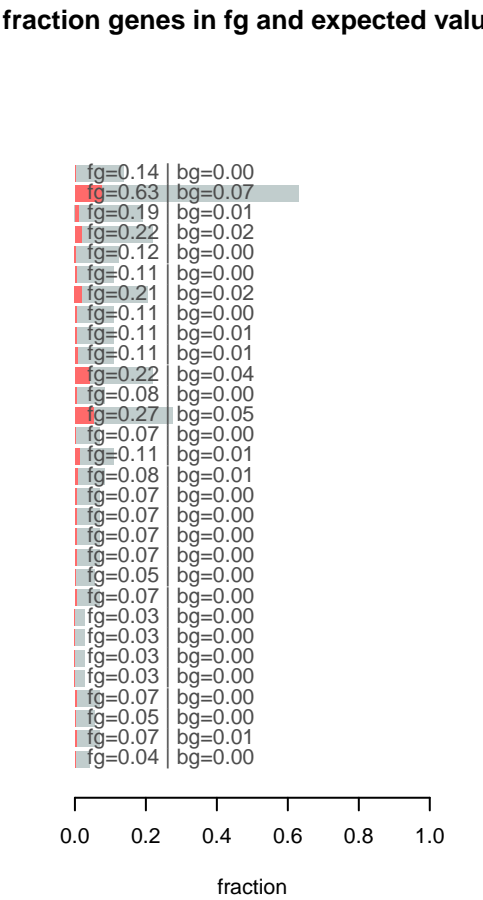 fraction genes in fg and expected valu
fg=0.14 | bg=0.00
fg=0.63 | bg=0.07
fg=0.19 | bg=0.01
fg=0.22 | bg=0.02
fg=0.12 | bg=0.00
fg=0.11 | bg=0.00
fg=0.21 | bg=0.02
fg=0.11 | bg=0.00
fg=0.11 | bg=0.01
fg=0.11 | bg=0.01
fg=0.22 | bg=0.04
fg=0.08 | bg=0.00
fg=0.27 | bg=0.05
fg=0.07 | bg=0.00
fg=0.11 | bg=0.01
fg=0.08 | bg=0.01
fg=0.07 | bg=0.00
fg=0.07 | bg=0.00
fg=0.07 | bg=0.00
fg=0.07 | bg=0.00
fg=0.05 | bg=0.00
fg=0.07 | bg=0.00
fg=0.03 | bg=0.00
fg=0.03 | bg=0.00
fg=0.03 | bg=0.00
fg=0.03 | bg=0.00
fg=0.07 | bg=0.00
fg=0.05 | bg=0.00
fg=0.07 | bg=0.01
fg=0.04 | bg=0.00
0.0 0.2 0.4 0.6 0.8 1.0
fraction